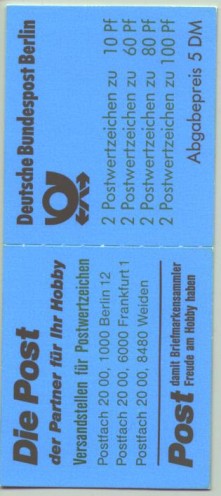 Die Post
der Partner für Ihr Hobby
Versandstellen für Postwertzeichen
Postfach 20 00, 1000 Berlin 12
Postfach 20 00, 6000 Frankfurt 1
Postfach 20 00, 8480 Weiden
Post damit Briefmarkensammler
Freude am Hobby haben
Deutsche Bundespost Berlin
2 Postwertzeichen zu 10 Pf
2 Postwertzeichen zu 60 Pf
2 Postwertzeichen zu 80 Pf
2 Postwertzeichen zu 100 Pf
Abgabepreis 5 DM